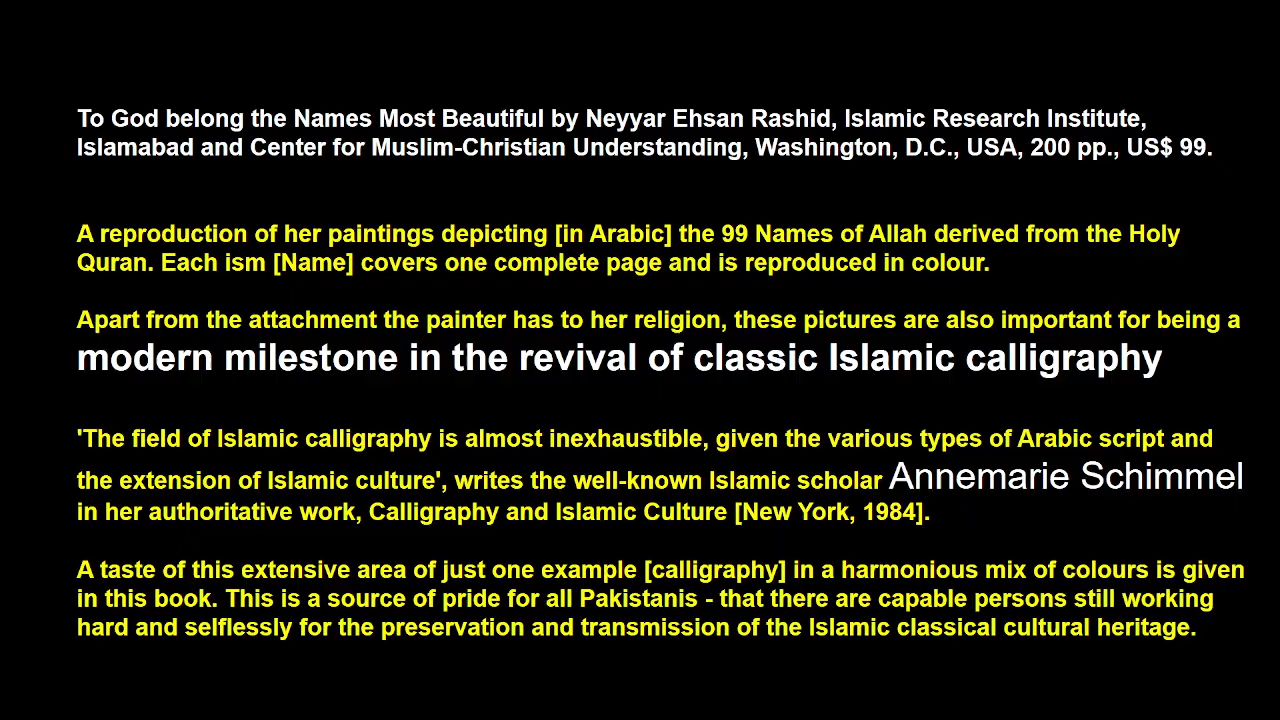 To God belong the Names Most Beautiful by Neyyar Ehsan Rashid, Islamic Research Institute,
Islamabad and Center for Muslim-Christian Understanding, Washington, D.C., USA, 200 pp., US$ 99.
A reproduction of her paintings depicting [in Arabic] the 99 Names of Allah derived from the Holy
Quran. Each ism [Name] covers one complete page and is reproduced in colour.
Apart from the attachment the painter has to her religion, these pictures are also important for being a
modern milestone in the revival of classic Islamic calligraphy
'The field of Islamic calligraphy is almost inexhaustible, given the various types of Arabic script and
the extension of Islamic culture', writes the well-known Islamic scholar Annemarie Schimmel
in her authoritative work, Calligraphy and Islamic Culture [New York, 1984].
A taste of this extensive area of just one example [calligraphy] in a harmonious mix of colours is given
in this book. This is a source of pride for all Pakistanis - that there are capable persons still working
hard and selflessly for the preservation and transmission of the Islamic classical cultural heritage.